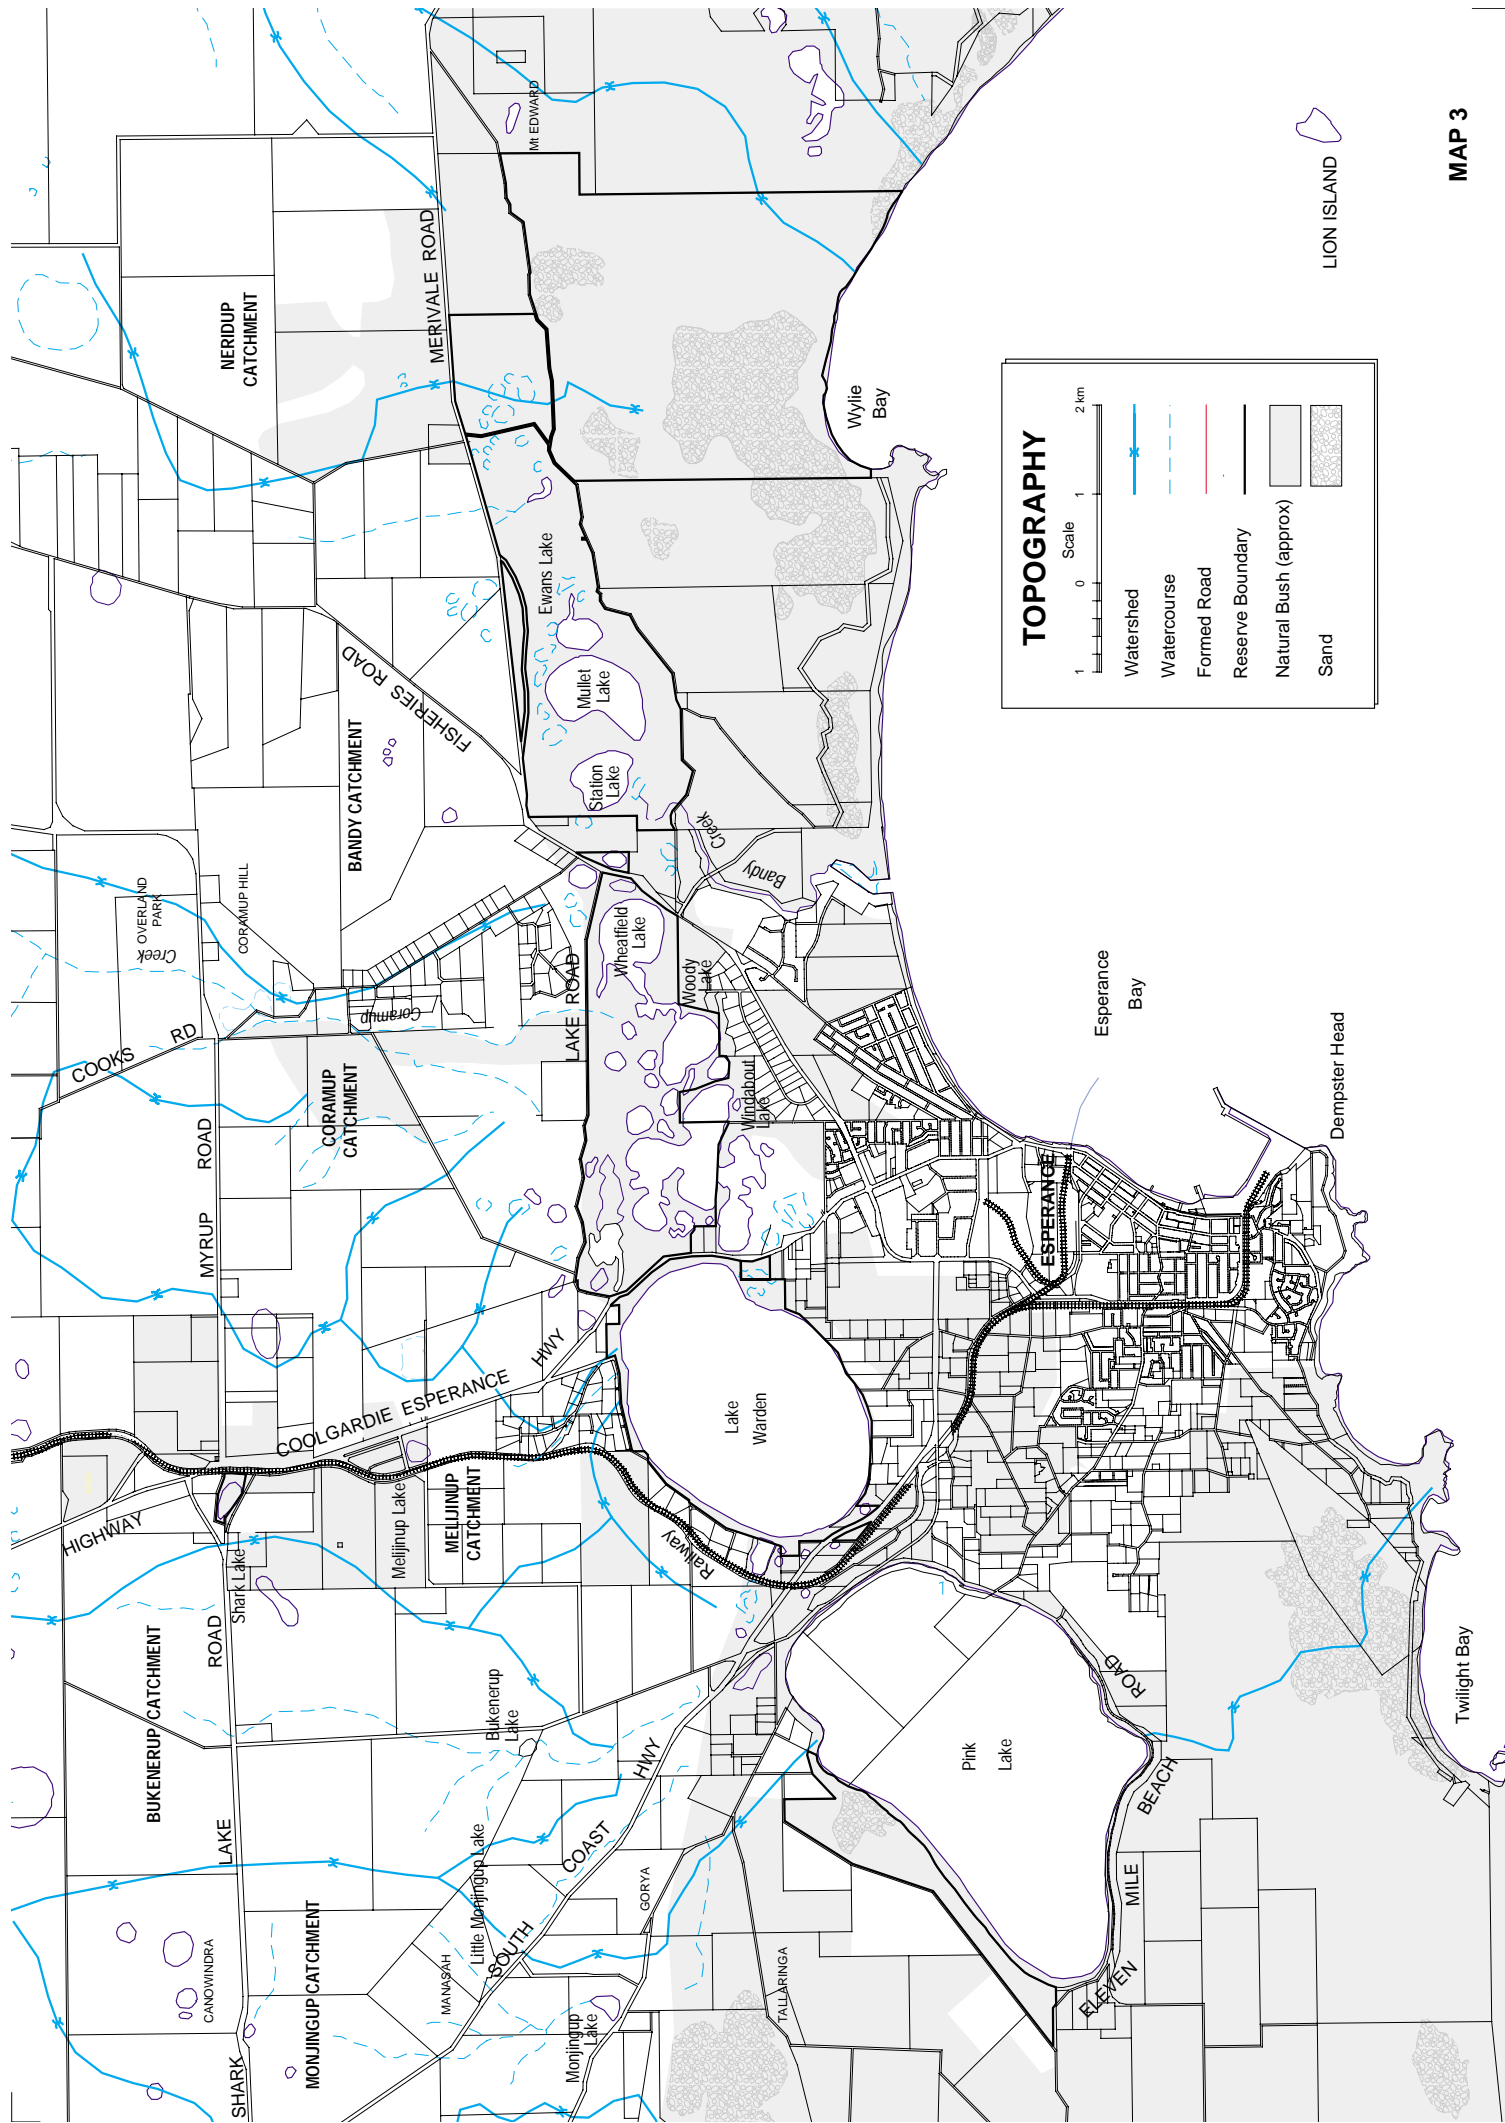 MAP 3
TOPOGRAPHY
Scale
1 0 1 2 km
Watershed
Watercourse
Formed Road
Reserve Boundary
Natural Bush (approx)
Sand
SHARK
LAKE
ROAD
MYRUP
ROAD
COOKS
RD
HIGHWAY
COOLGARDIE ESPERANCE
HWY
SOUTH
COAST
HWY
LAKE ROAD
FISHERIES ROAD
MERIVALE ROAD
ELEVEN
MILE
BEACH
ROAD
Railway
CANOWINDRA
MONJINGUP CATCHMENT
MANASAH
Little Monjingup Lake
Monjingup
Lake
GORYA
TALLARINGA
BUKENERUP CATCHMENT
Bukenerup
Lake
Shark Lake
Melijinup Lake
MELIJINUP
CATCHMENT
CORAMUP
CATCHMENT
Coramup
Creek
OVERLAND
PARK
CORAMUP HILL
BANDY CATCHMENT
NERIDUP
CATCHMENT
Mt EDWARD
Ewans Lake
Mullet
Lake
Station
Lake
Bandy
Creek
Wheatfield
Lake
Woody
Lake
Windabout
Lake
Lake
Warden
Pink
Lake
ESPERANCE
Esperance
Bay
Dempster Head
Twilight Bay
Wylie
Bay
LION ISLAND